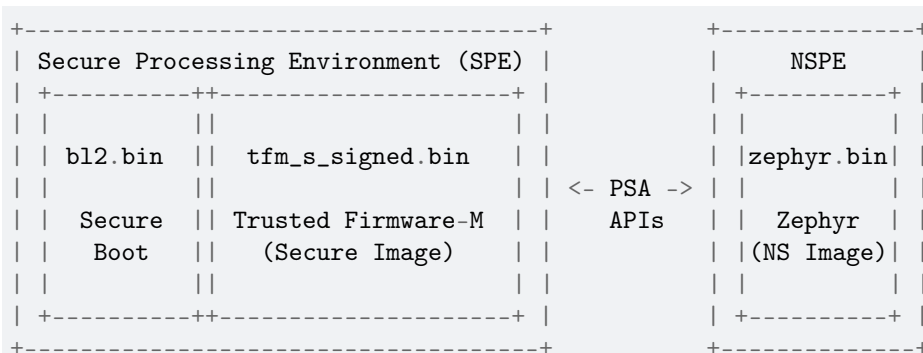 +----------------------------------+           +-------------+
| Secure Processing Environment (SPE) |           |    NSPE     |
| +----------++-------------------+ |           | +----------+ |
| |          ||                   | |           | |          | |
| | bl2.bin  || tfm_s_signed.bin  | |           | |zephyr.bin| |
| |          ||                   | | <- PSA -> | |          | |
| | Secure   || Trusted Firmware-M | |   APIs    | | Zephyr   | |
| | Boot     || (Secure Image)    | |           | |(NS Image)| |
| |          ||                   | |           | |          | |
| +----------++-------------------+ |           | +----------+ |
+----------------------------------+           +-------------+